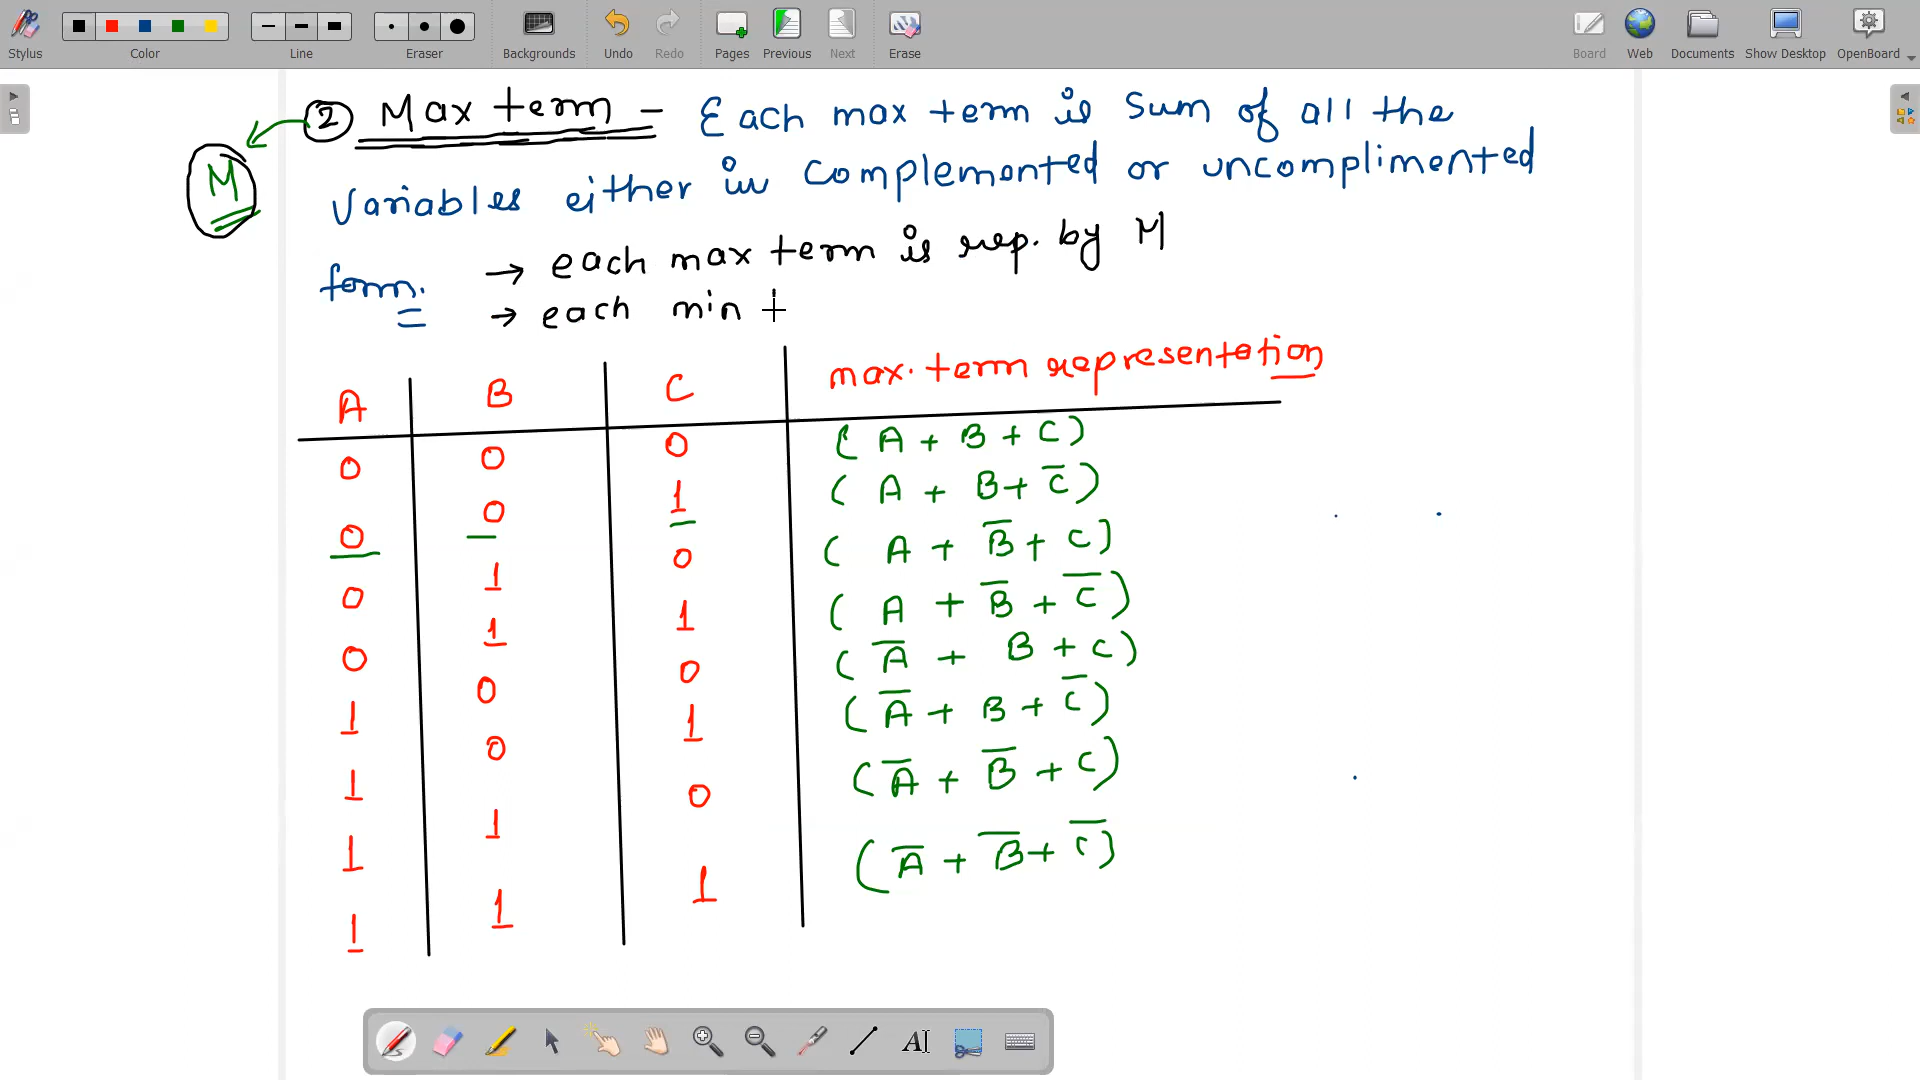 Stylus Color Line Eraser Backgrounds Undo Redo Pages Previous Next Erase Board Web Documents Show Desktop OpenBoard
② Max term - Each max term is sum of all the
M
variables either in complemented or uncomplimented
form. → each max term is rep. by M
→ each min t
A B C max. term representation
0 0 0 (A + B + C)
0 0 1 (A + B + C̅)
0 1 0 (A + B̅ + C)
0 1 1 (A + B̅ + C̅)
1 0 0 (A̅ + B + C)
1 0 1 (A̅ + B + C̅)
1 1 0 (A̅ + B̅ + C)
1 1 1 (A̅ + B̅ + C̅)